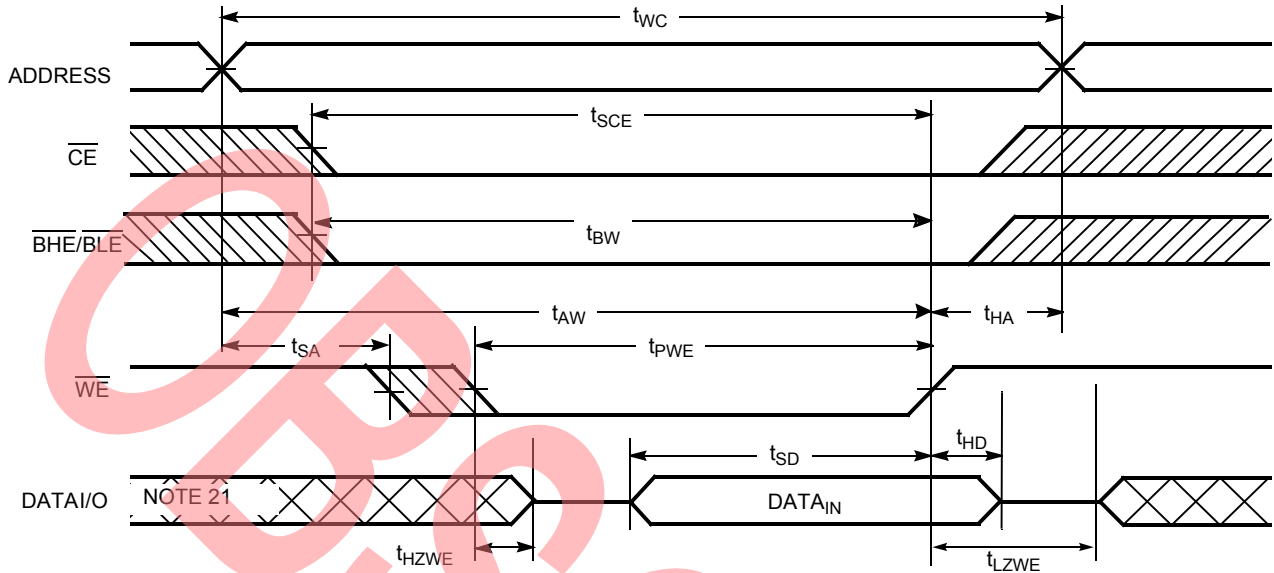 tWC
ADDRESS
tSCE
CE
tBW
BHE/BLE
tAW
tHA
tSA
tPWE
WE
tHD
tSD
DATAI/O
NOTE 21
DATAIN
tHZWE
tLZWE